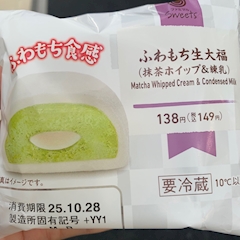 Sweets
ふわもち食感
ふわもち生大福
(抹茶ホイップ&練乳)
Matcha Whipped Cream & Condensed Milk
138円(税込149円)
要冷蔵
10℃以
消費期限 25.10.28
製造所固有記号 +YY1